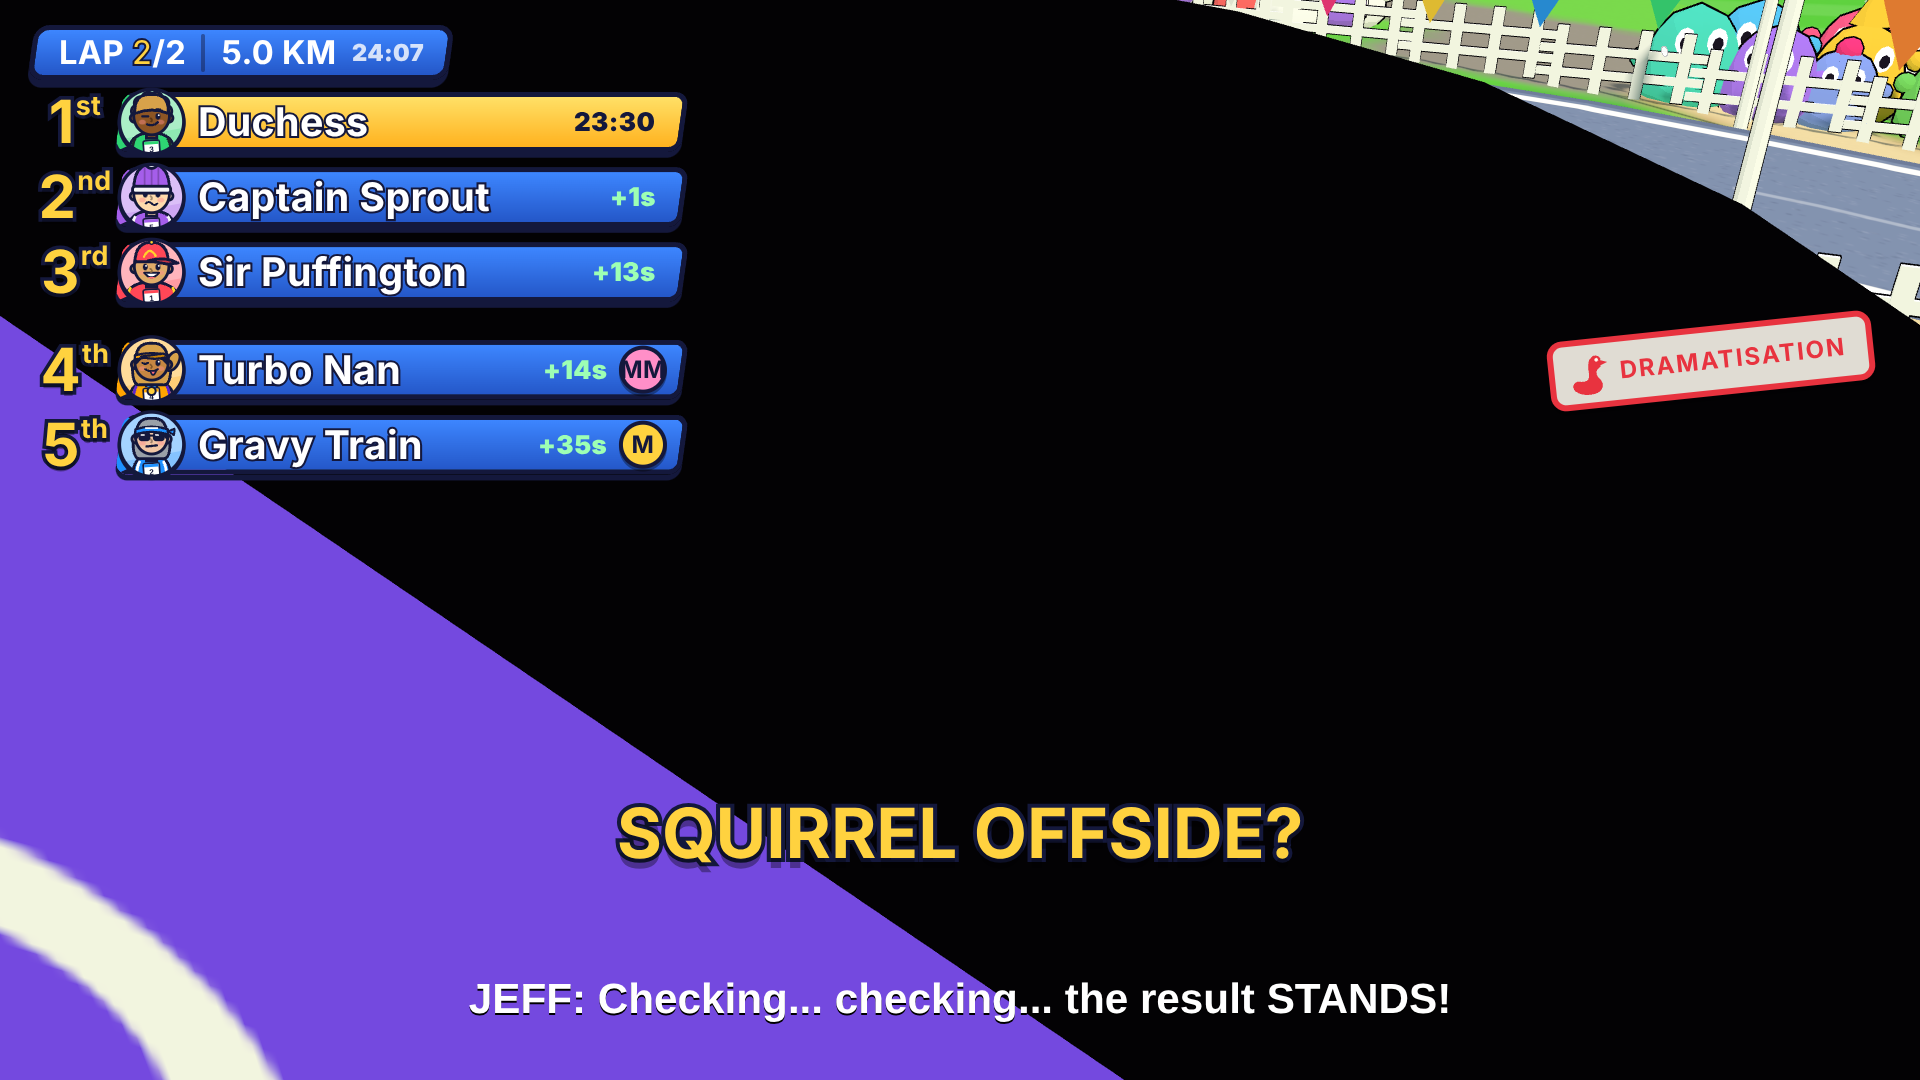 LAP 2/2 5.0 KM 24:07
1st Duchess 23:30
2nd Captain Sprout +1s
3rd Sir Puffington +13s
4th Turbo Nan +14s MM
5th Gravy Train +35s M
DRAMATISATION
SQUIRREL OFFSIDE?
JEFF: Checking... checking... the result STANDS!